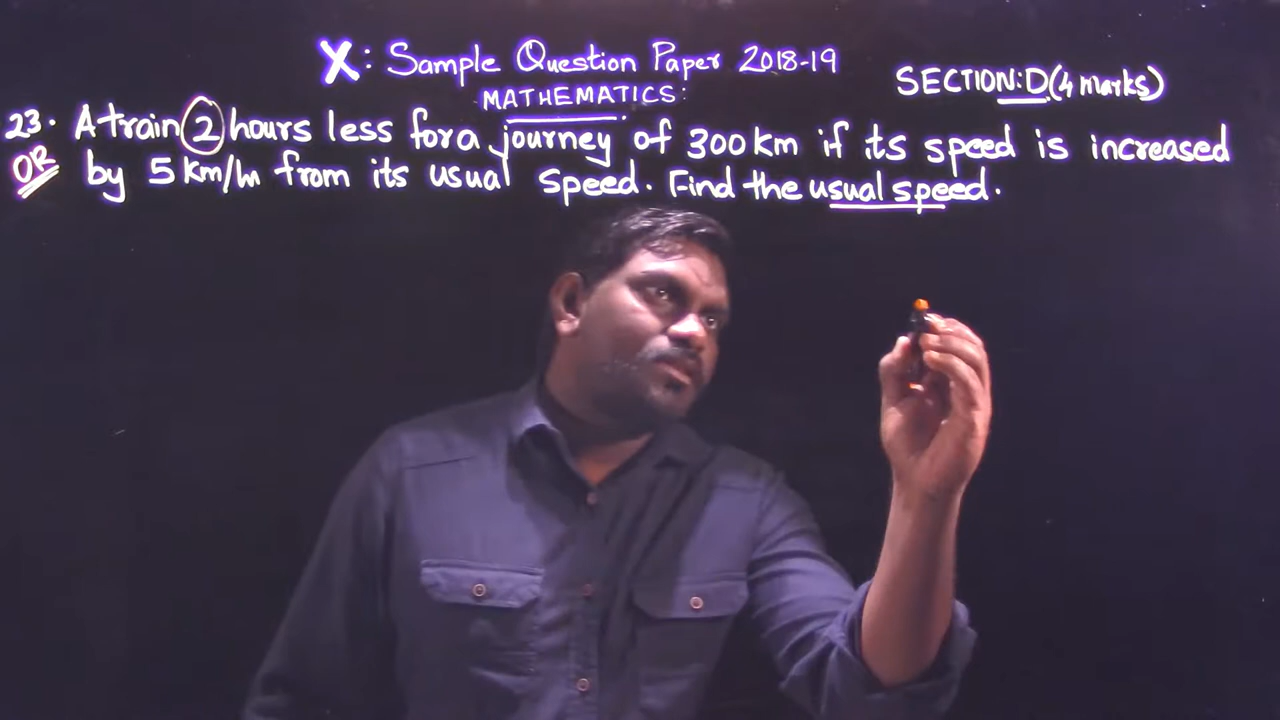 X: Sample Question Paper 2018-19
MATHEMATICS:
SECTION:D(4 marks)
23. A train 2 hours less for a journey of 300 km if its speed is increased
OR by 5 km/hr from its usual speed. Find the usual speed.